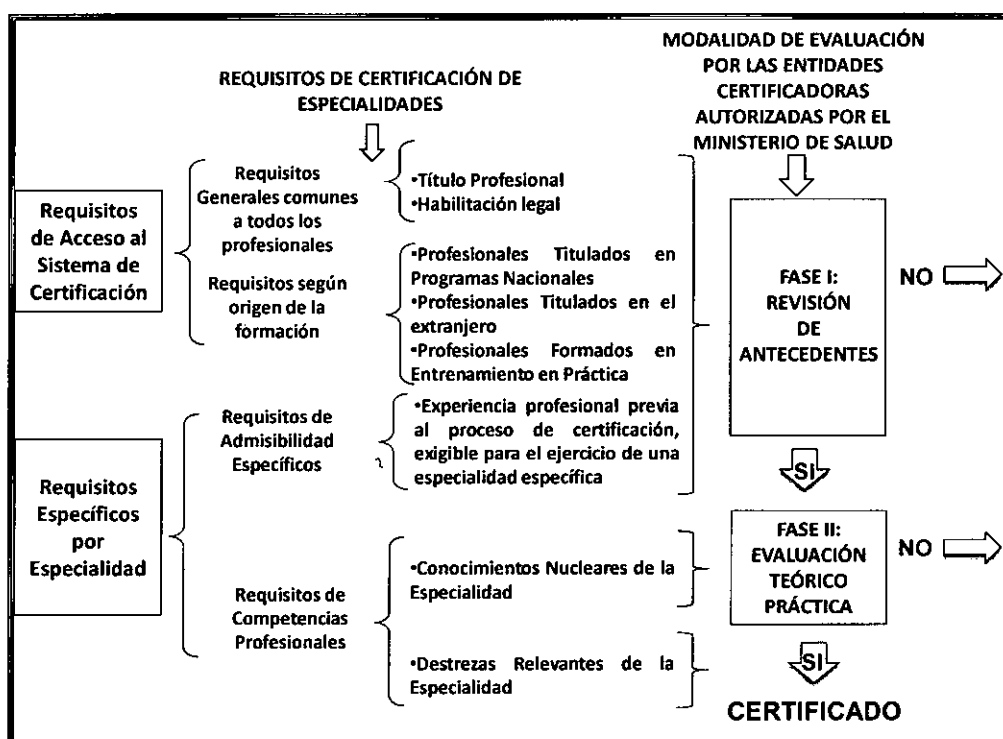 REQUISITOS DE CERTIFICACIÓN DE
ESPECIALIDADES
MODALIDAD DE EVALUACIÓN
POR LAS ENTIDADES
CERTIFICADORAS
AUTORIZADAS POR EL
MINISTERIO DE SALUD
Requisitos
de Acceso al
Sistema de
Certificación
Requisitos
Generales comunes
a todos los
profesionales
•Título Profesional
•Habilitación legal
Requisitos según
origen de la
formación
•Profesionales Titulados en
Programas Nacionales
•Profesionales Titulados en el
extranjero
•Profesionales Formados en
Entrenamiento en Práctica
FASE I:
REVISIÓN
DE
ANTECEDENTES
NO
SI
Requisitos
Específicos
por
Especialidad
Requisitos de
Admisibilidad
Específicos
•Experiencia profesional previa
al proceso de certificación,
exigible para el ejercicio de una
especialidad específica
Requisitos de
Competencias
Profesionales
•Conocimientos Nucleares de la
Especialidad
•Destrezas Relevantes de la
Especialidad
FASE II:
EVALUACIÓN
TEÓRICO
PRÁCTICA
NO
SI
CERTIFICADO